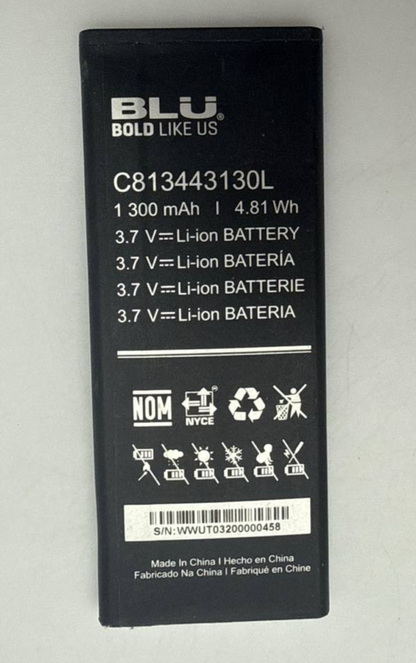 BLU®
BOLD LIKE US
C813443130L
1 300 mAh I 4.81 Wh
3.7 V⎓Li-ion BATTERY
3.7 V⎓Li-ion BATERÍA
3.7 V⎓Li-ion BATTERIE
3.7 V⎓Li-ion BATERIA
NOM
NYCE
S/N:WWUT03200000458
Made In China I Hecho en China
Fabricado Na China I Fabriqué en Chine